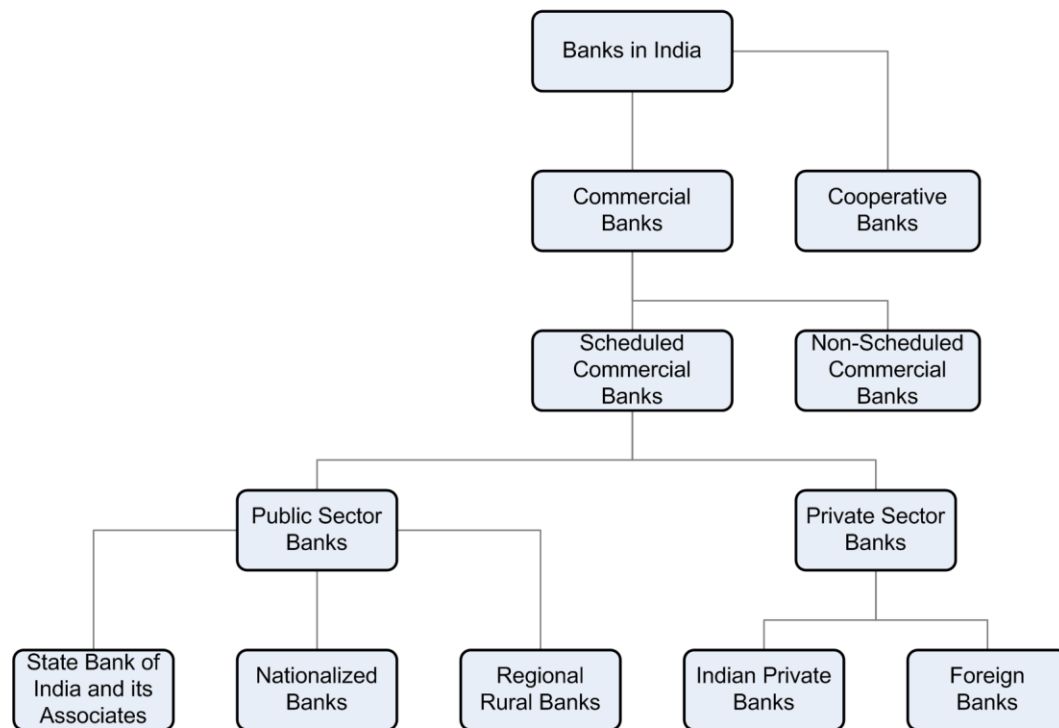 Banks in India
Commercial
Banks
Cooperative
Banks
Scheduled
Commercial
Banks
Non-Scheduled
Commercial
Banks
Public Sector
Banks
Private Sector
Banks
State Bank of
India and its
Associates
Nationalized
Banks
Regional
Rural Banks
Indian Private
Banks
Foreign
Banks